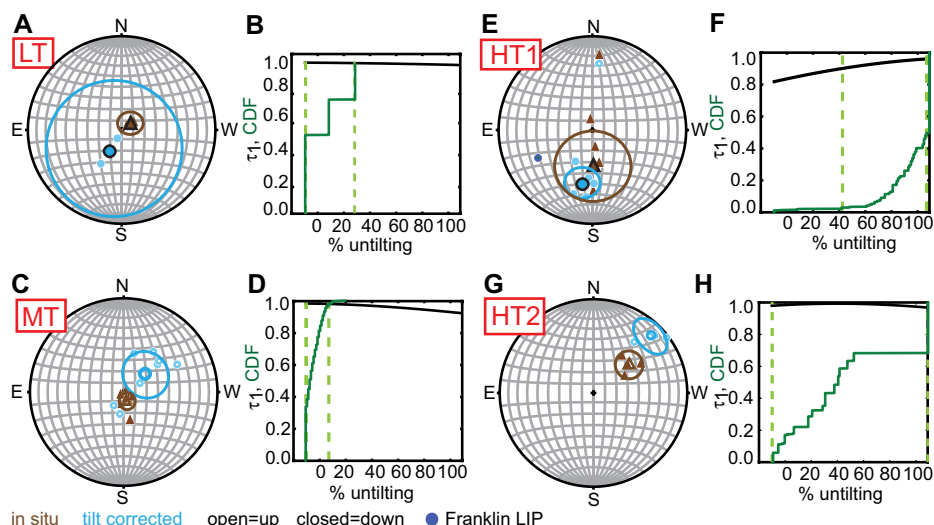 A
LT
N
E
W
S
B
τ1, CDF
1.0
0.8
0.6
0.4
0.2
0.0
0 20 40 60 80 100
% untilting
E
HT1
N
E
W
S
F
τ1, CDF
1.0
0.8
0.6
0.4
0.2
0.0
0 20 40 60 80 100
% untilting
C
MT
N
E
W
S
D
τ1, CDF
1.0
0.8
0.6
0.4
0.2
0.0
0 20 40 60 80 100
% untilting
G
HT2
N
E
W
S
H
τ1, CDF
1.0
0.8
0.6
0.4
0.2
0.0
0 20 40 60 80 100
% untilting
in situ tilt corrected open=up closed=down Franklin LIP